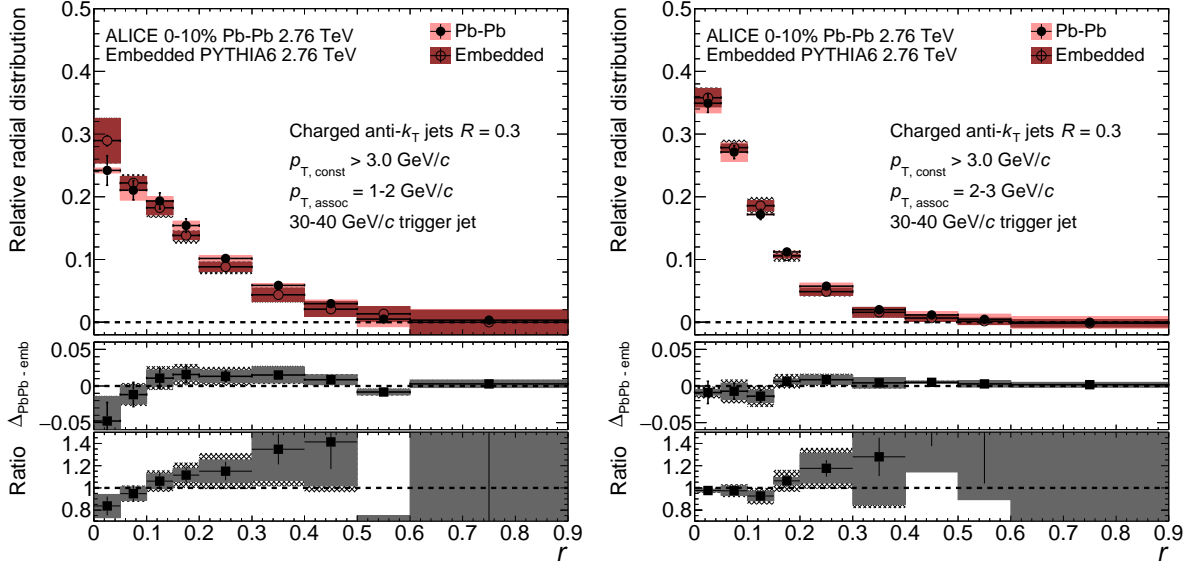 ALICE 0-10% Pb-Pb 2.76 TeV
Embedded PYTHIA6 2.76 TeV
Pb-Pb
Embedded
Charged anti-kT jets R = 0.3
pT, const > 3.0 GeV/c
pT, assoc = 1-2 GeV/c
30-40 GeV/c trigger jet
Relative radial distribution
0.5
0.4
0.3
0.2
0.1
0
ΔPbPb - emb
0.05
0
−0.05
Ratio
1.4
1.2
1
0.8
0 0.1 0.2 0.3 0.4 0.5 0.6 0.7 0.8 0.9
r
ALICE 0-10% Pb-Pb 2.76 TeV
Embedded PYTHIA6 2.76 TeV
Pb-Pb
Embedded
Charged anti-kT jets R = 0.3
pT, const > 3.0 GeV/c
pT, assoc = 2-3 GeV/c
30-40 GeV/c trigger jet
Relative radial distribution
0.5
0.4
0.3
0.2
0.1
0
ΔPbPb - emb
0.05
0
−0.05
Ratio
1.4
1.2
1
0.8
0 0.1 0.2 0.3 0.4 0.5 0.6 0.7 0.8 0.9
r